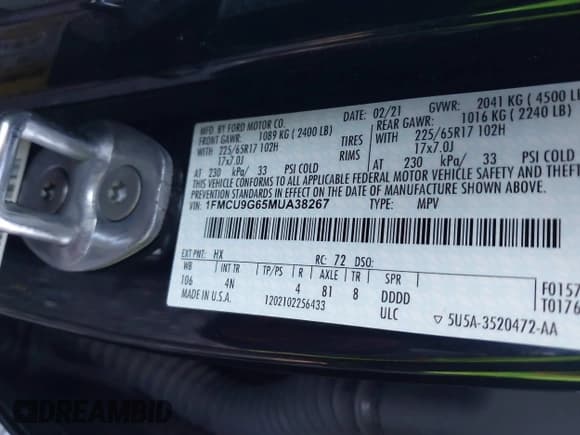 MFD. BY FORD MOTOR CO.
DATE: 02/21
GVWR: 2041 KG ( 4500 LB
FRONT GAWR: 1089 KG ( 2400 LB)
REAR GAWR: 1016 KG ( 2240 LB)
WITH 225/65R17 102H TIRES WITH 225/65R17 102H
17x7.0J RIMS 17x7.0J
AT 230 kPa/ 33 PSI COLD AT 230 kPa/ 33 PSI COLD
THIS VEHICLE CONFORMS TO ALL APPLICABLE FEDERAL MOTOR VEHICLE SAFETY AND THEFT
PREVENTION STANDARDS IN EFFECT ON THE DATE OF MANUFACTURE SHOWN ABOVE.
VIN: 1FMCU9G65MUA38267 TYPE: MPV
EXT PNT: HX RC: 72 DSO:
WB INT TR TP/PS R AXLE TR SPR
106 4N 4 81 8 DDDD
MADE IN U.S.A. 1202102256433 ULC
F0157
T0176
5U5A-3520472-AA
DREAMBID